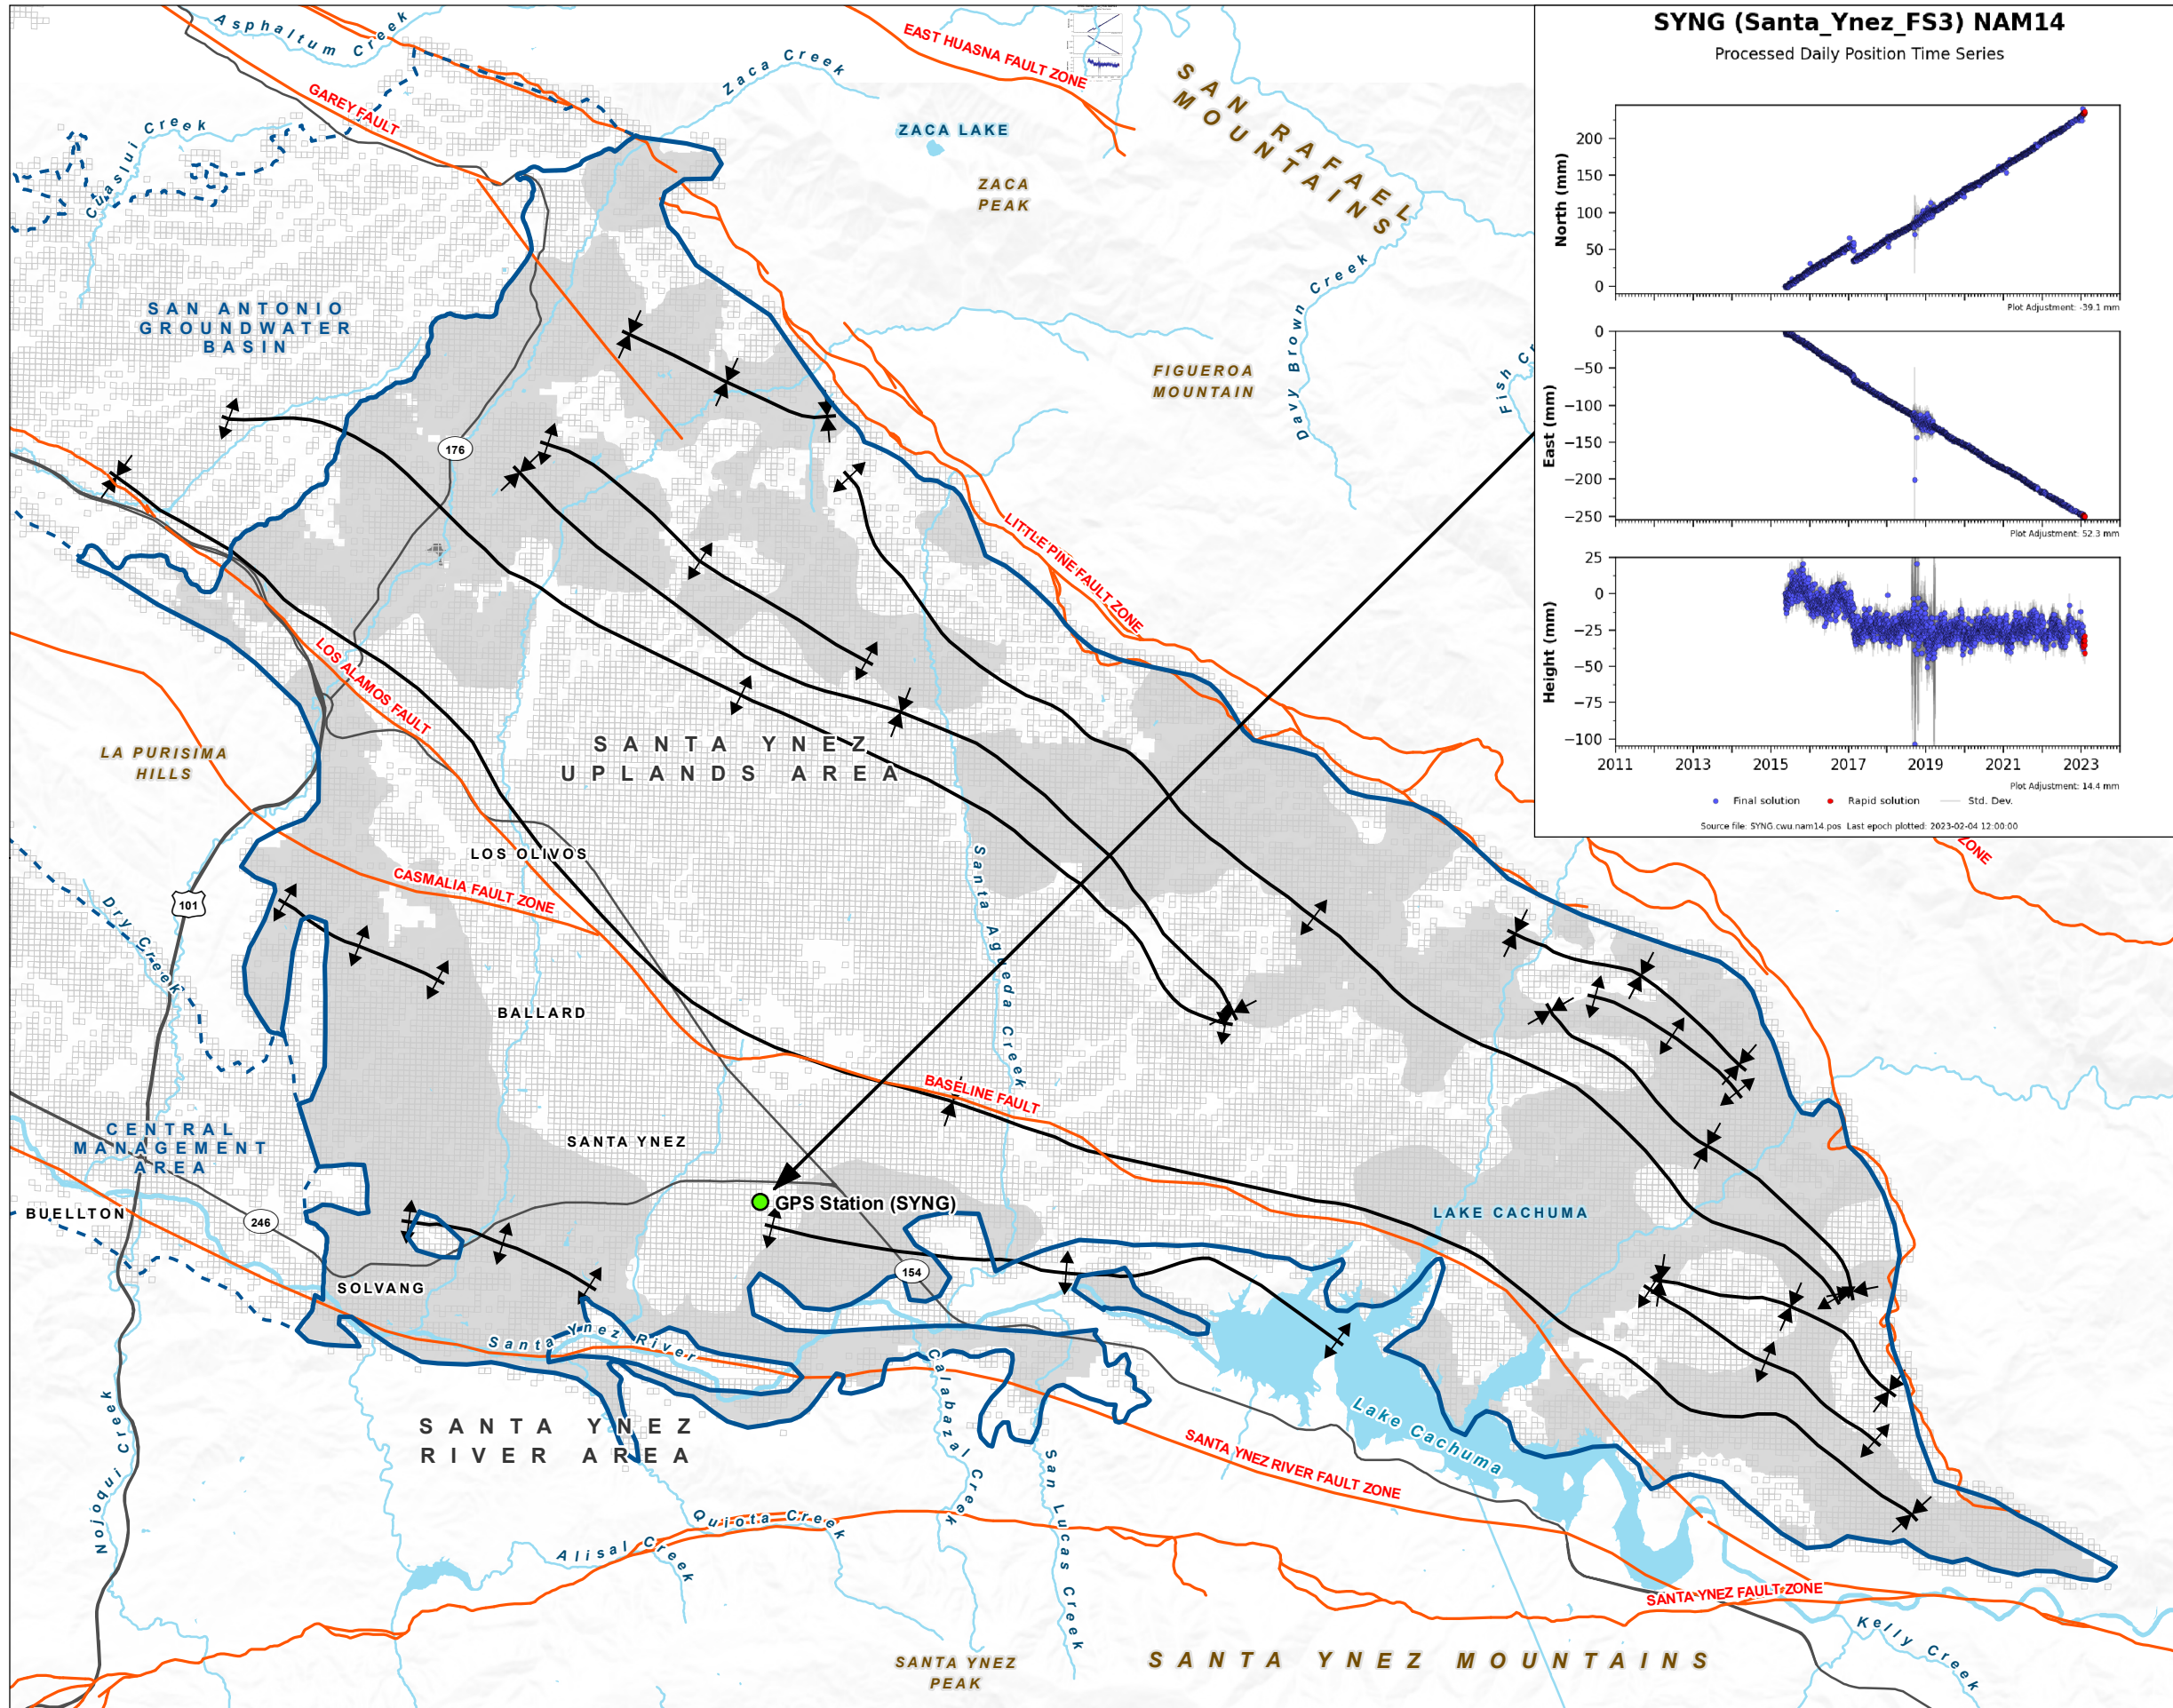 Asphaltum Creek
Zaca Creek
EAST HUASNA FAULT ZONE
GAREY FAULT
Cuaslui Creek
ZACA LAKE
SAN RAFAEL
MOUNTAINS
ZACA
PEAK
SAN ANTONIO
GROUNDWATER
BASIN
Davy Brown Creek
FIGUEROA
MOUNTAIN
Fish Cr
176
LITTLE PINE FAULT ZONE
LOS ALAMOS FAULT
LA PURISIMA
HILLS
SANTA YNEZ
UPLANDS AREA
LOS OLIVOS
CASMALIA FAULT ZONE
Santa Agueda Creek
101
Dry Creek
BALLARD
BASELINE FAULT
CENTRAL
MANAGEMENT
AREA
SANTA YNEZ
BUELLTON
246
GPS Station (SYNG)
LAKE CACHUMA
154
SOLVANG
Santa Ynez River
Calabazal Creek
Lake Cachuma
SANTA YNEZ
RIVER AREA
Nojoqui Creek
SANTA YNEZ RIVER FAULT ZONE
San Lucas Creek
Quiota Creek
Alisal Creek
SANTA YNEZ FAULT ZONE
Kelly Creek
SANTA YNEZ
PEAK
SANTA YNEZ MOUNTAINS
ZONE
SYNG (Santa_Ynez_FS3) NAM14
Processed Daily Position Time Series
North (mm)
200
150
100
50
0
Plot Adjustment: -39.1 mm
East (mm)
0
−50
−100
−150
−200
−250
Plot Adjustment: 52.3 mm
Height (mm)
25
0
−25
−50
−75
−100
2011 2013 2015 2017 2019 2021 2023
Plot Adjustment: 14.4 mm
Final solution Rapid solution Std. Dev.
Source file: SYNG.cwu.nam14.pos Last epoch plotted: 2023-02-04 12:00:00